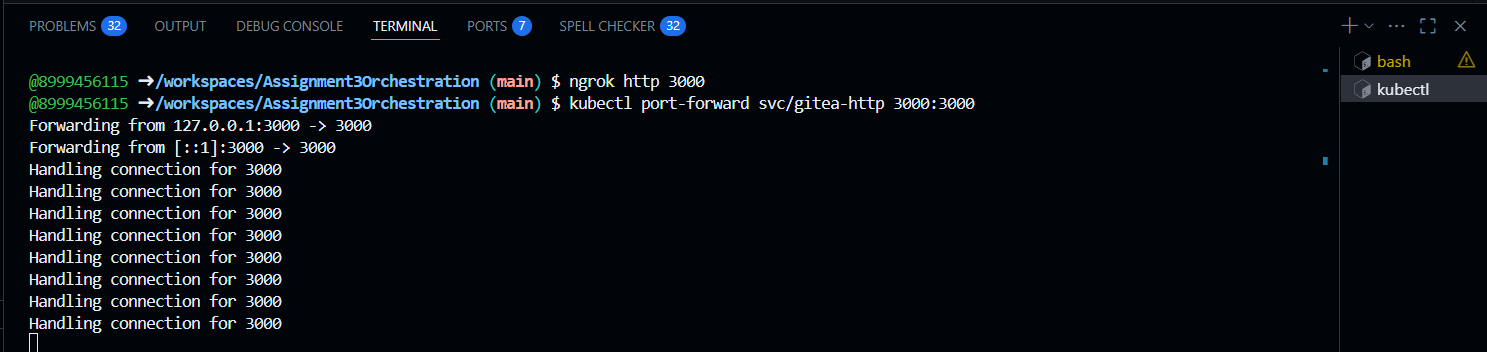 PROBLEMS 32 OUTPUT DEBUG CONSOLE TERMINAL PORTS 7 SPELL CHECKER 32
@8999456115 ➜/workspaces/Assignment3Orchestration (main) $ ngrok http 3000
@8999456115 ➜/workspaces/Assignment3Orchestration (main) $ kubectl port-forward svc/gitea-http 3000:3000
Forwarding from 127.0.0.1:3000 -> 3000
Forwarding from [::1]:3000 -> 3000
Handling connection for 3000
Handling connection for 3000
Handling connection for 3000
Handling connection for 3000
Handling connection for 3000
Handling connection for 3000
Handling connection for 3000
Handling connection for 3000
bash
kubectl